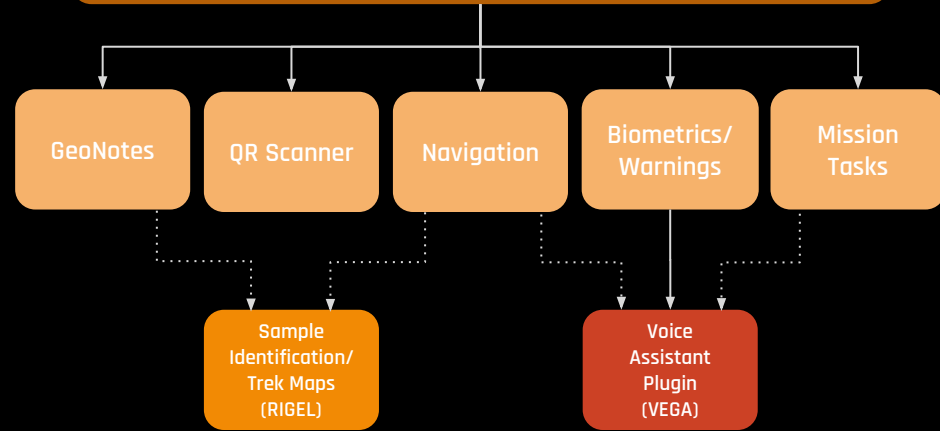 GeoNotes
QR Scanner
Navigation
Biometrics/
Warnings
Mission
Tasks
Sample
Identification/
Trek Maps
(RIGEL)
Voice
Assistant
Plugin
(VEGA)